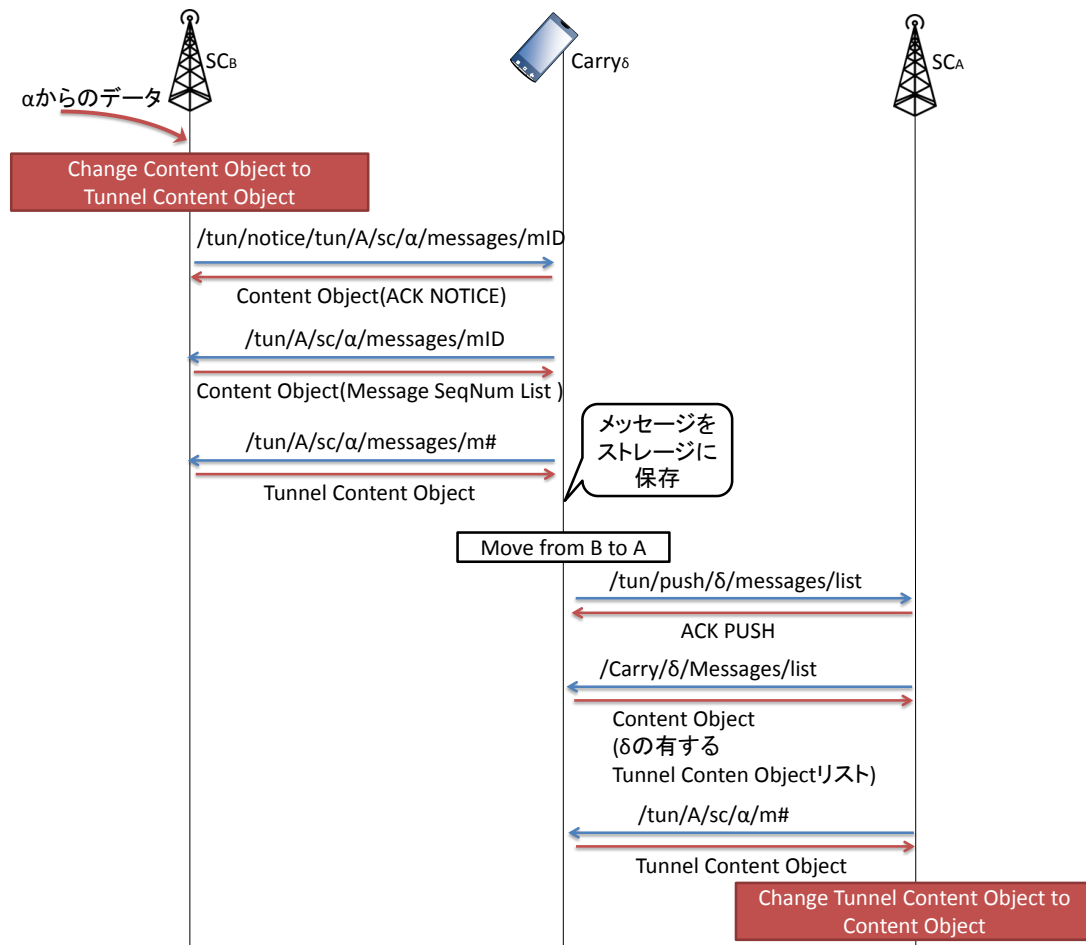 SCB
Carryδ
SCA
αからのデータ
Change Content Object to
Tunnel Content Object
/tun/notice/tun/A/sc/α/messages/mID
Content Object(ACK NOTICE)
/tun/A/sc/α/messages/mID
Content Object(Message SeqNum List )
/tun/A/sc/α/messages/m#
Tunnel Content Object
メッセージを
ストレージに
保存
Move from B to A
/tun/push/δ/messages/list
ACK PUSH
/Carry/δ/Messages/list
Content Object
(δの有する
Tunnel Conten Objectリスト)
/tun/A/sc/α/m#
Tunnel Content Object
Change Tunnel Content Object to
Content Object